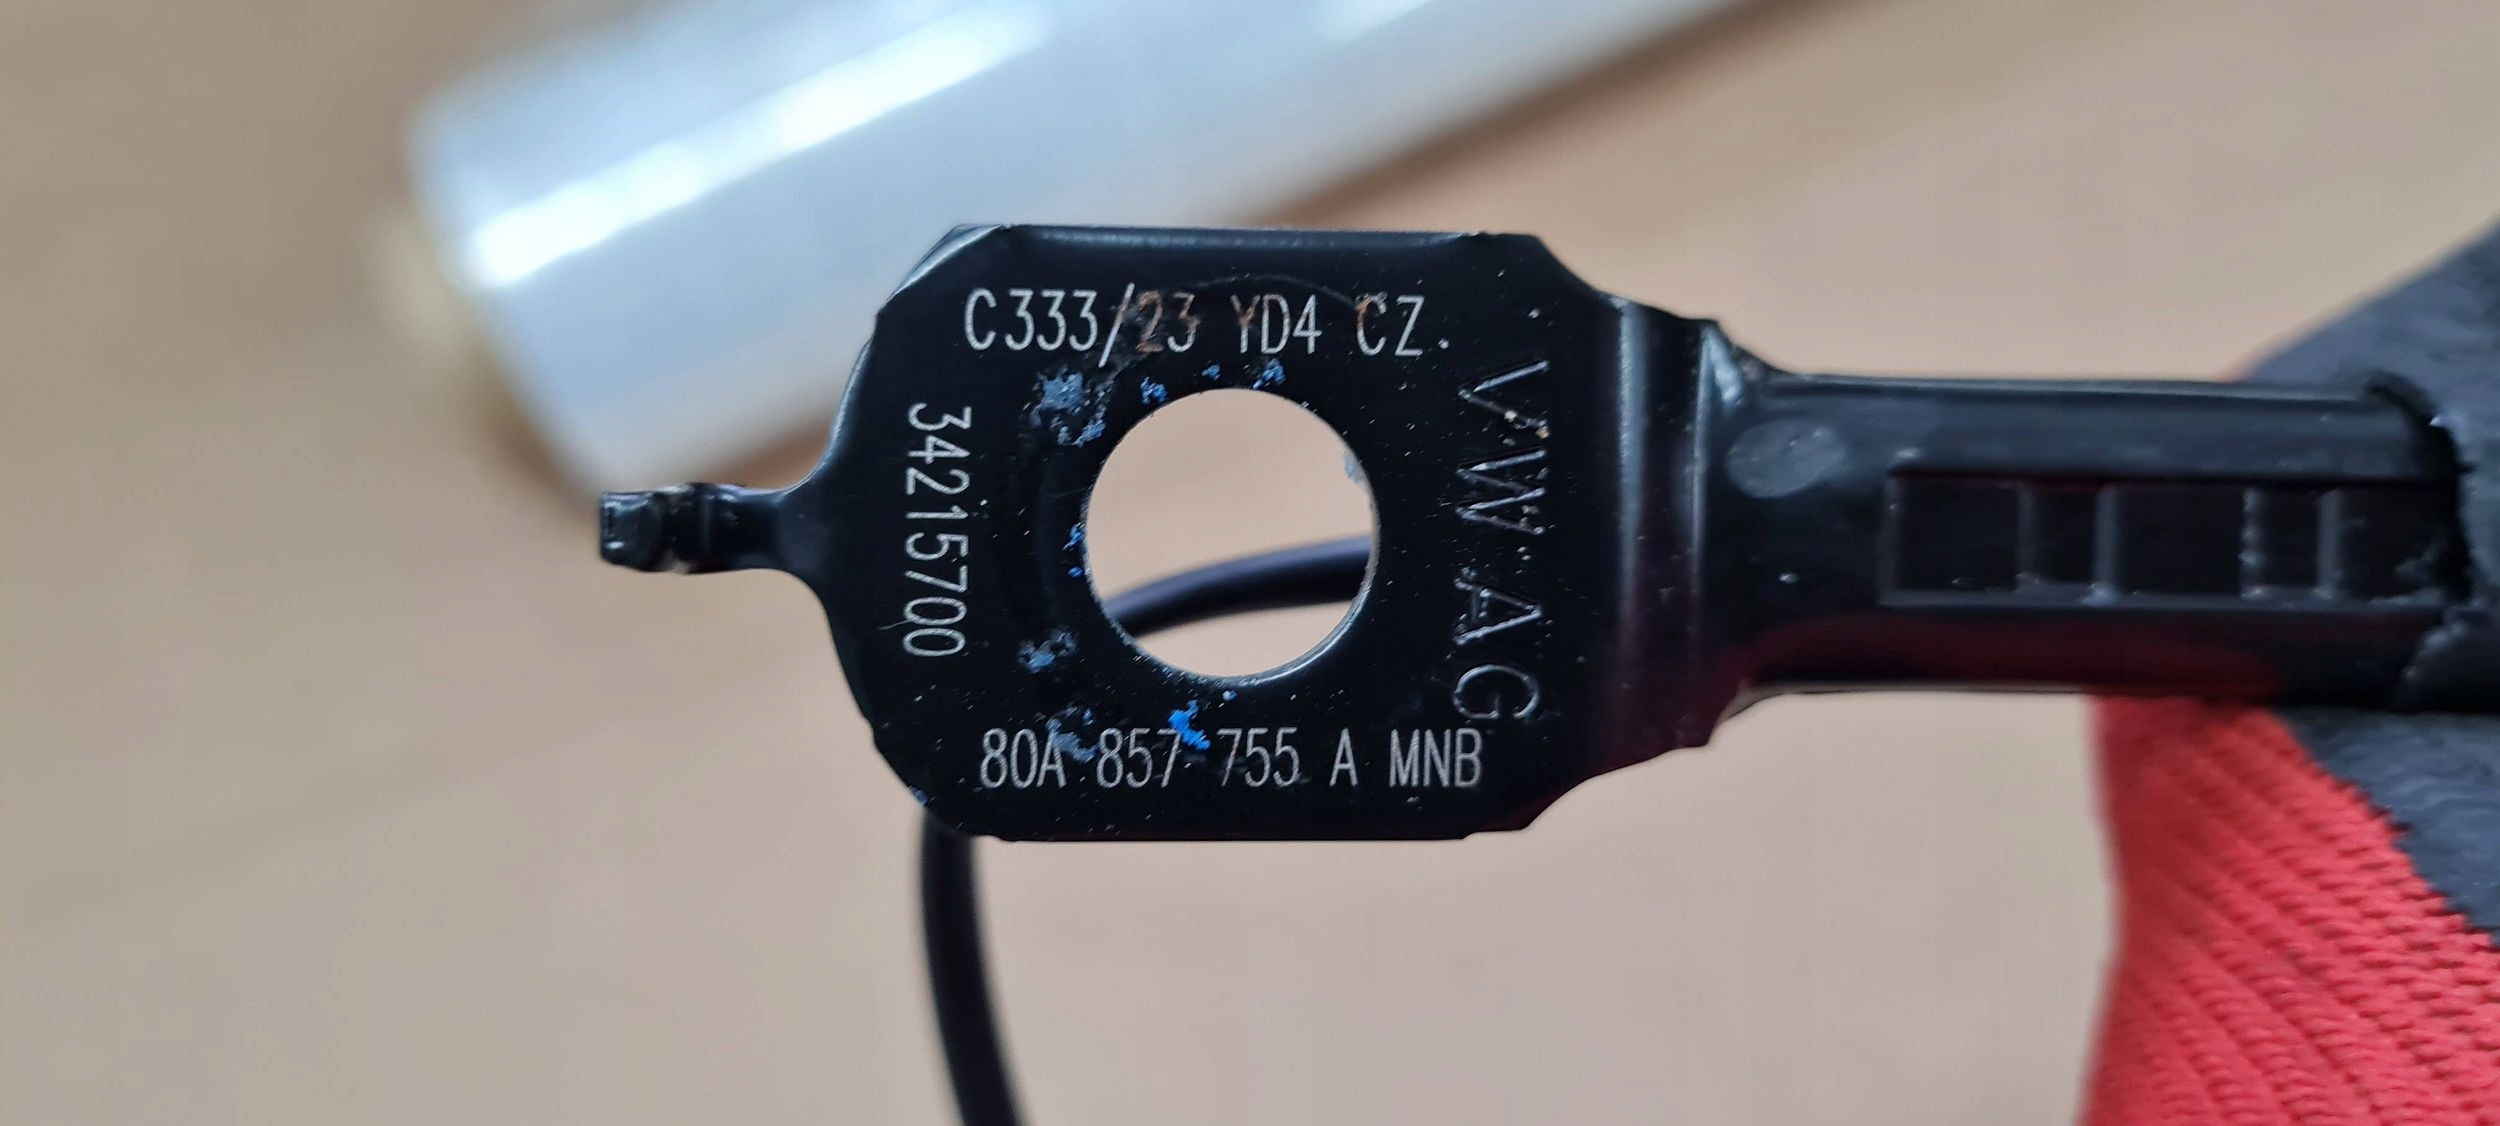 C333/23 YD4 CZ.
34215700
VW AG
80A 857 755 A MNB